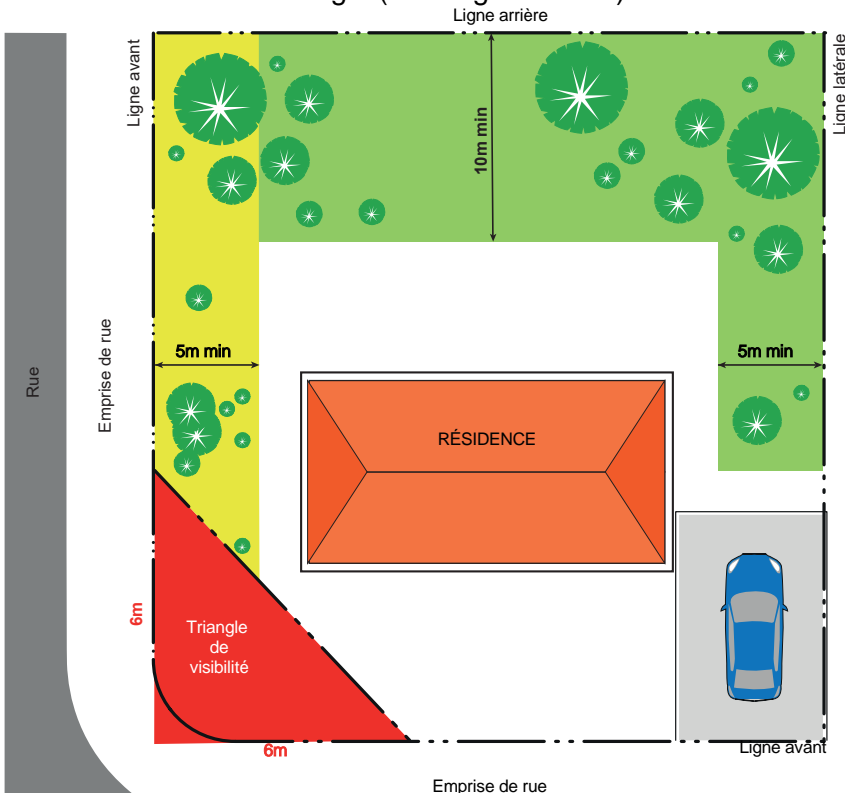 Ligne arrière
Ligne avant
Ligne latérale
10m min
5m min
5m min
Rue
Emprise de rue
RÉSIDENCE
6m
Triangle
de
visibilité
6m
Ligne avant
Emprise de rue